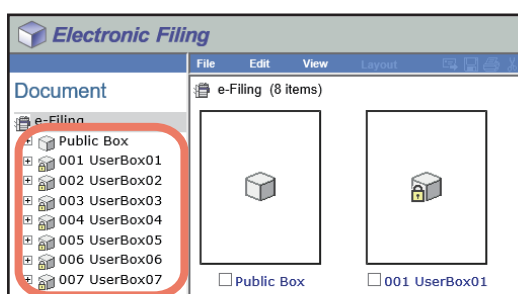 Electronic Filing
File Edit View Layout
Document
e-Filing
Public Box
001 UserBox01
002 UserBox02
003 UserBox03
004 UserBox04
005 UserBox05
006 UserBox06
007 UserBox07
e-Filing (8 items)
Public Box
001 UserBox01